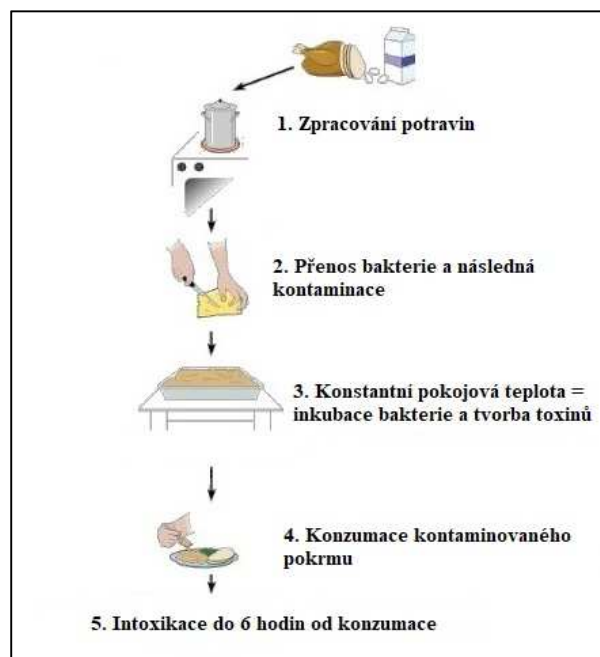 1. Zpracování potravin
2. Přenos bakterie a následná
kontaminace
3. Konstantní pokojová teplota =
inkubace bakterie a tvorba toxinů
4. Konzumace kontaminovaného
pokrmu
5. Intoxikace do 6 hodin od konzumace